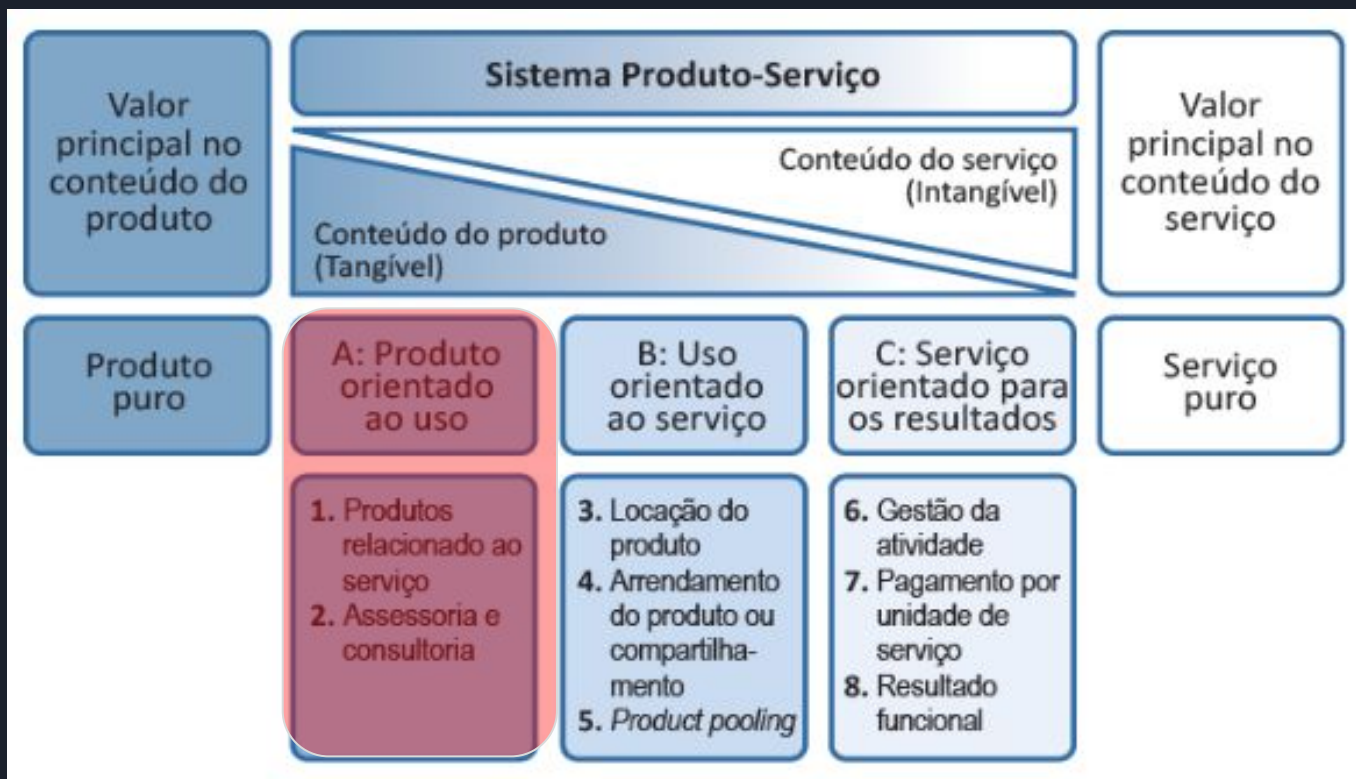 Valor
principal no
conteúdo do
produto
Sistema Produto-Serviço
Conteúdo do serviço
(Intangível)
Conteúdo do produto
(Tangível)
Valor
principal no
conteúdo do
serviço
Produto
puro
A: Produto
orientado
ao uso
B: Uso
orientado
ao serviço
C: Serviço
orientado para
os resultados
Serviço
puro
1. Produtos
relacionado ao
serviço
2. Assessoria e
consultoria
3. Locação do
produto
4. Arrendamento
do produto ou
compartilha-
mento
5. Product pooling
6. Gestão da
atividade
7. Pagamento por
unidade de
serviço
8. Resultado
funcional